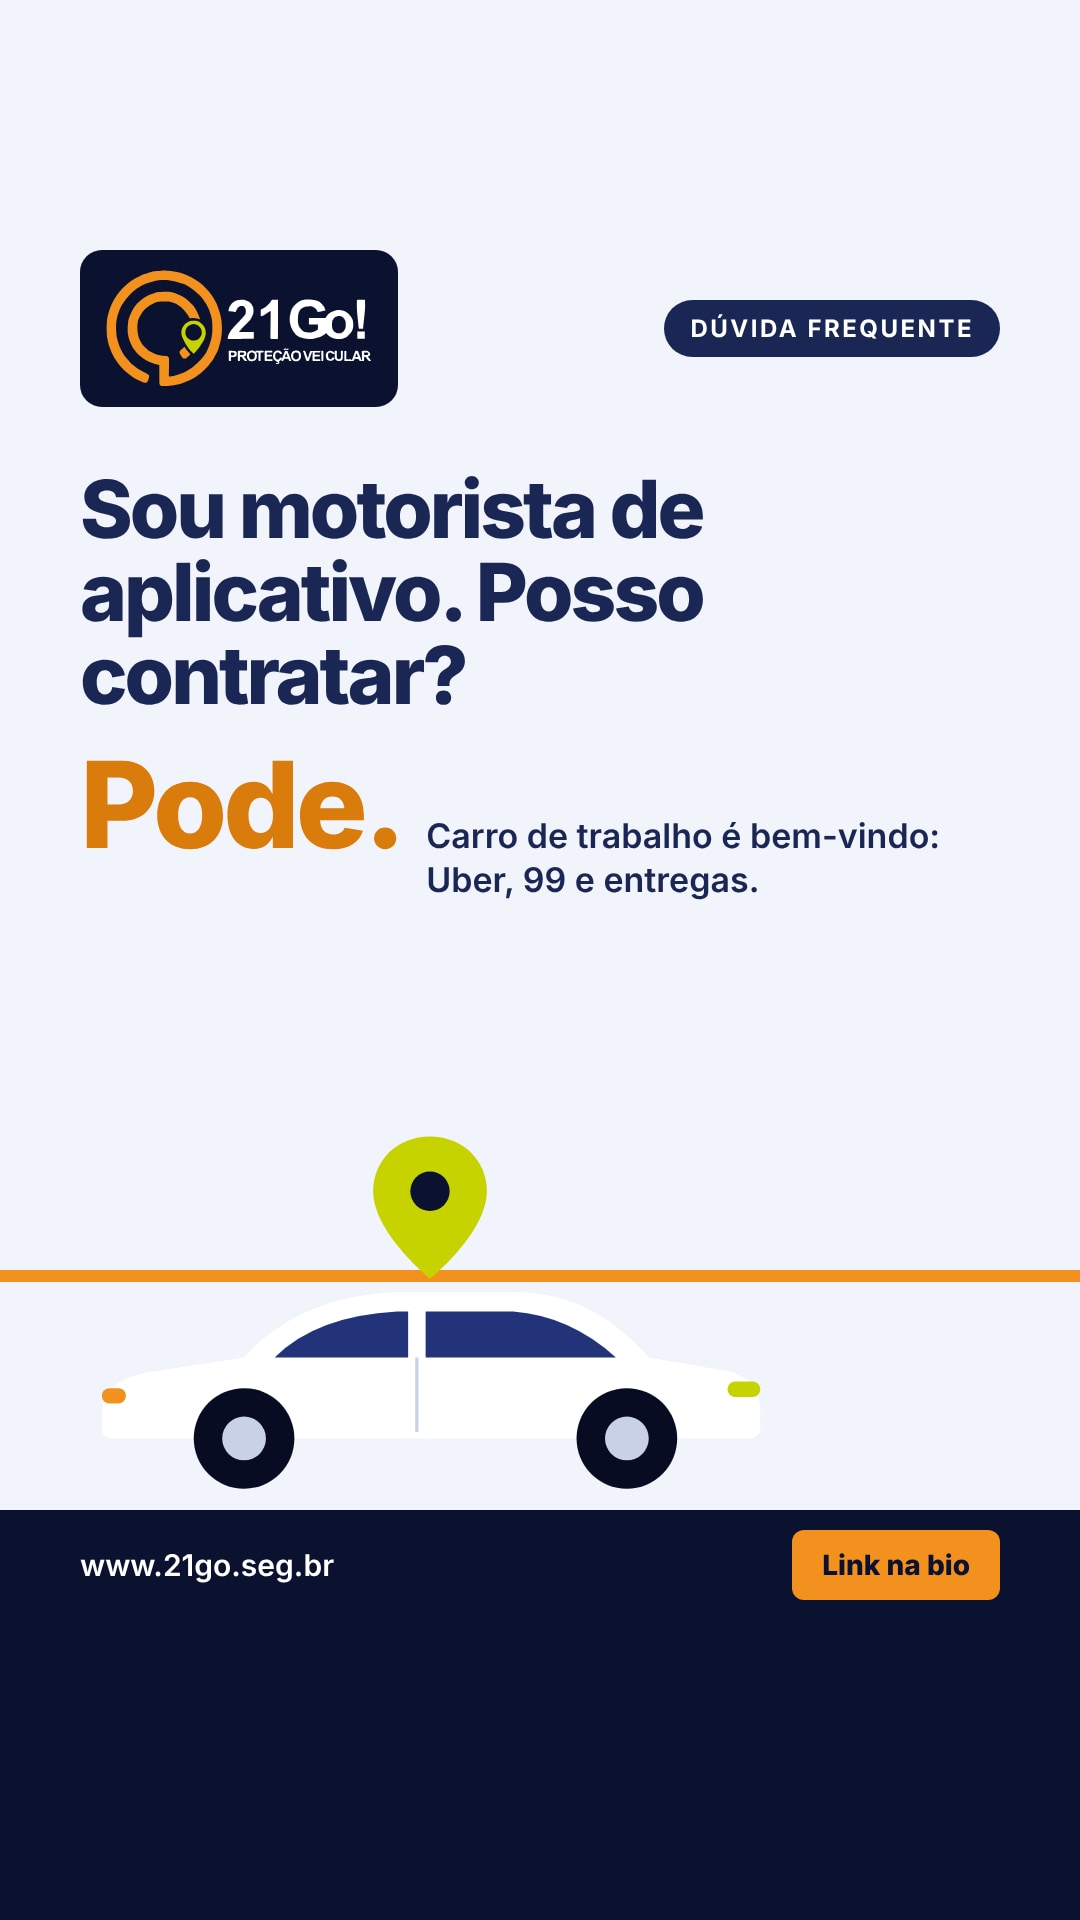 21Go!
PROTEÇÃO VEICULAR
DÚVIDA FREQUENTE
Sou motorista de
aplicativo. Posso
contratar?
Pode.
Carro de trabalho é bem-vindo:
Uber, 99 e entregas.
www.21go.seg.br
Link na bio